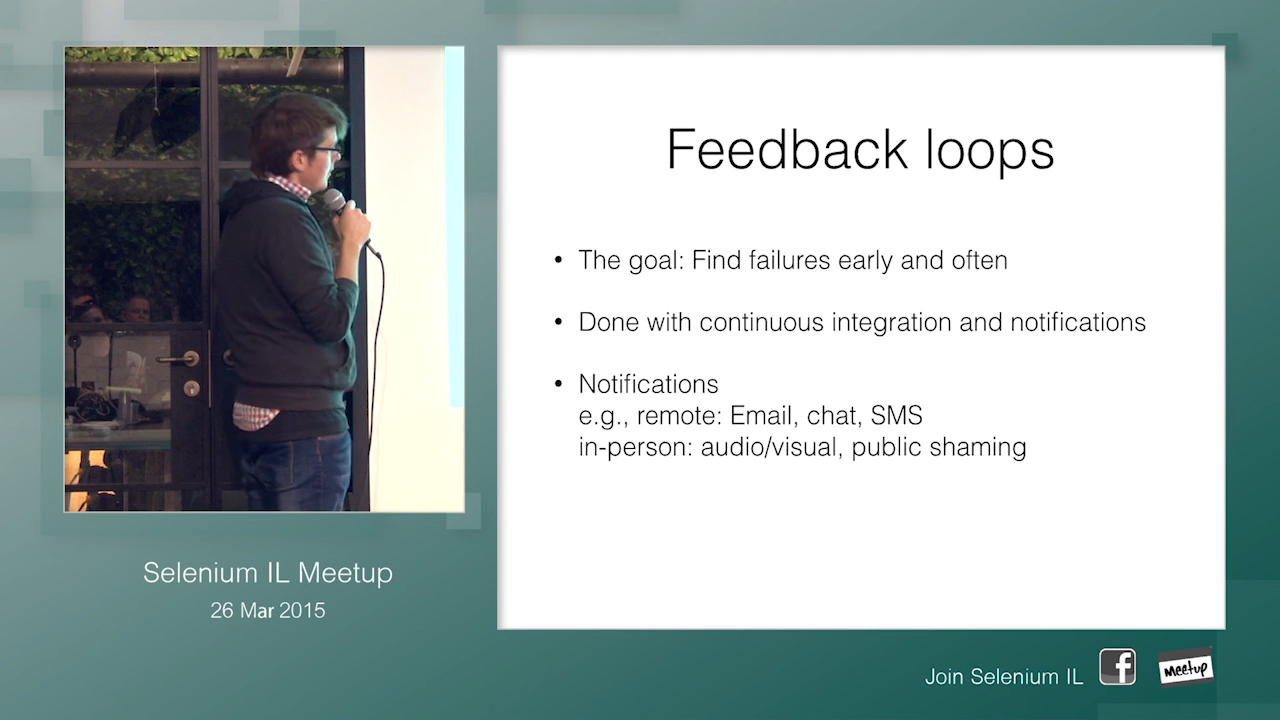 Feedback loops
• The goal: Find failures early and often
• Done with continuous integration and notifications
• Notifications
e.g., remote: Email, chat, SMS
in-person: audio/visual, public shaming
Selenium IL Meetup
26 Mar 2015
Join Selenium IL
f
Meetup